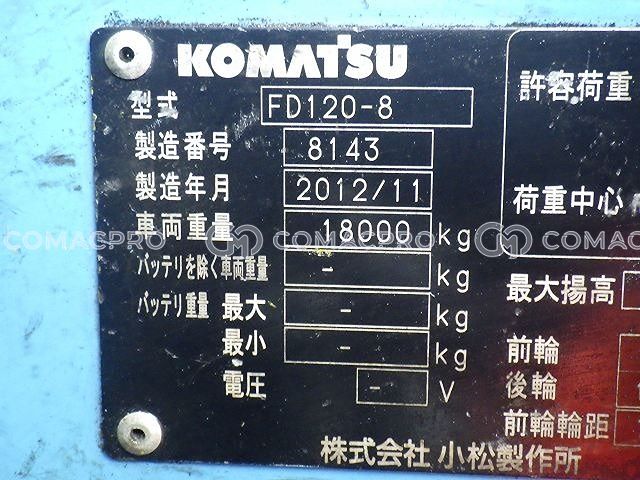 KOMATSU
型式 FD120-8
製造番号 8143
製造年月 2012/11
車両重量 18000 kg
バッテリを除く車両重量 - kg
バッテリ重量 最大 - kg
最小 - kg
電圧 - V
許容荷重
荷重中心
最大揚高
前輪
後輪
前輪輪距
株式会社 小松製作所
COMACPRO COMACPRO COMACPRO